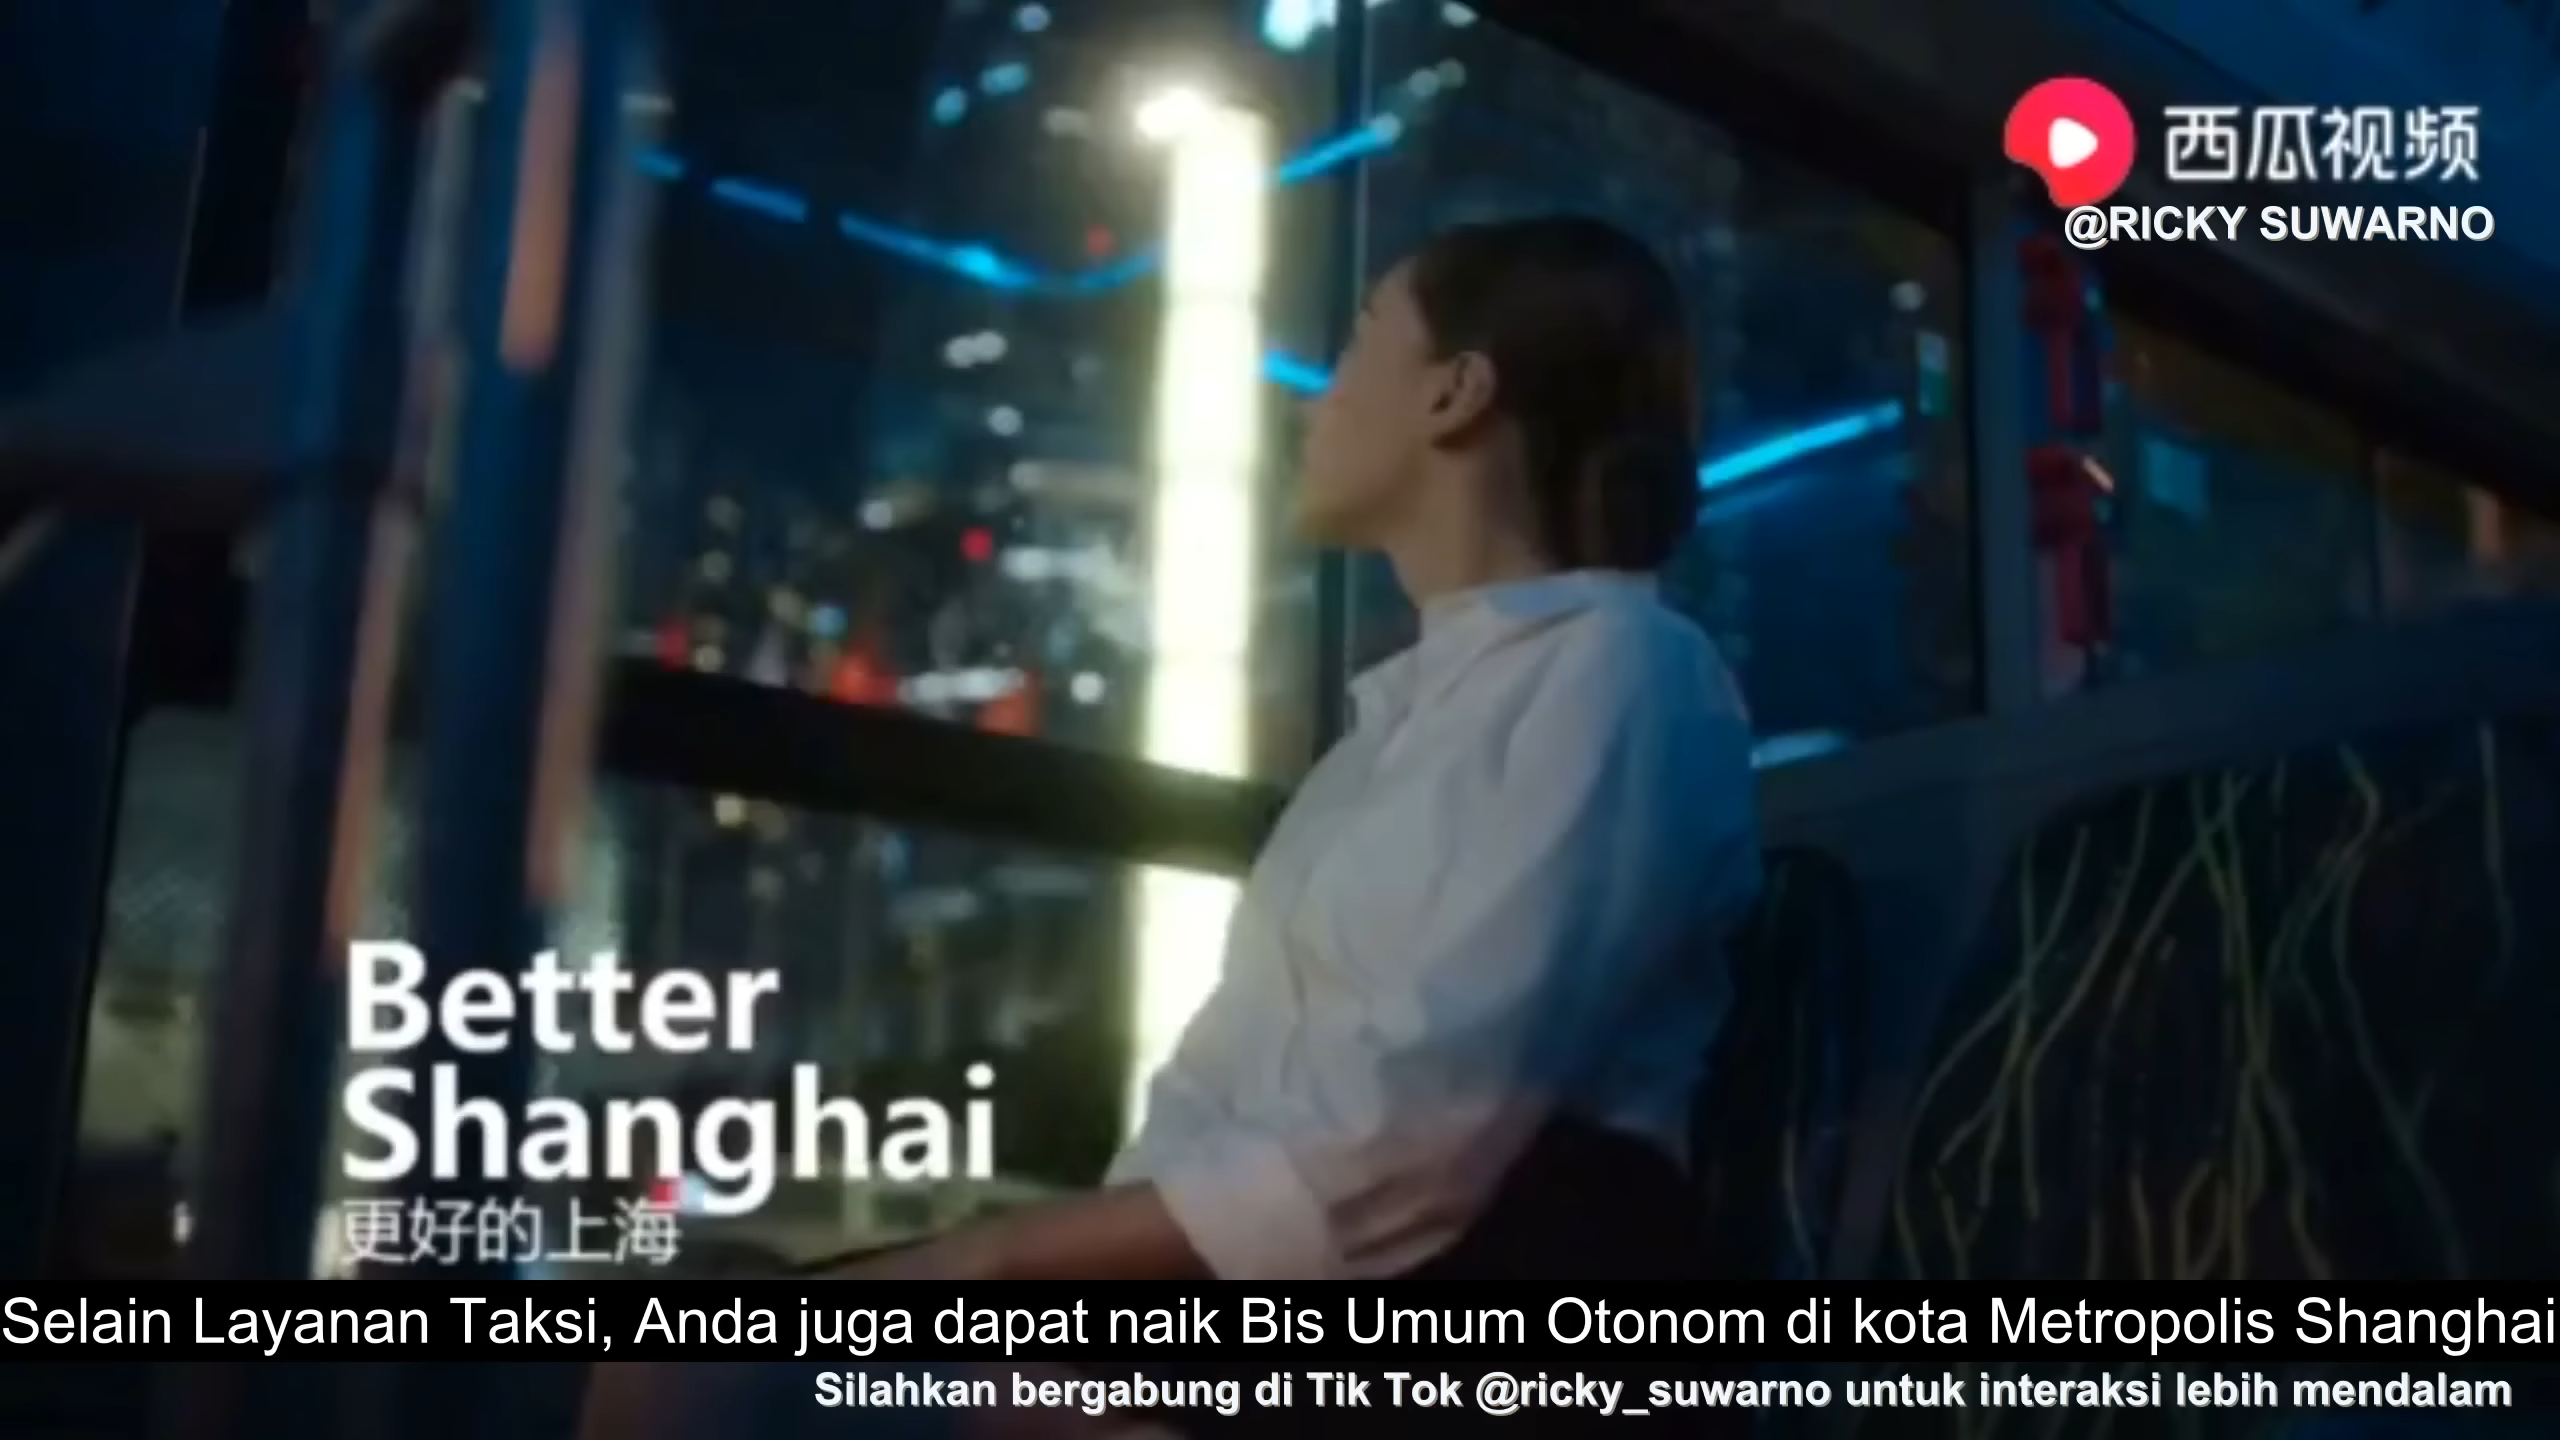 西瓜视频
@RICKY SUWARNO
Better
Shanghai
更好的上海
Selain Layanan Taksi, Anda juga dapat naik Bis Umum Otonom di kota Metropolis Shanghai
Silahkan bergabung di Tik Tok @ricky_suwarno untuk interaksi lebih mendalam